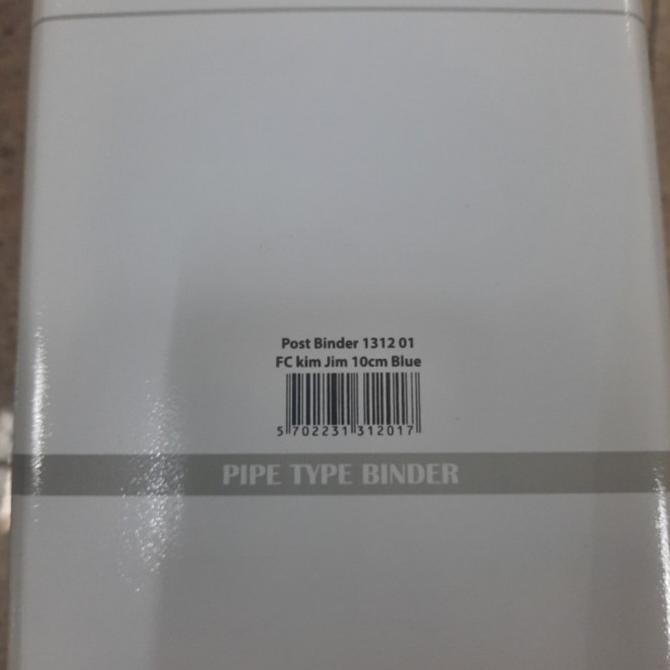 Post Binder 1312 01
FC kim Jim 10cm Blue
5 702231 312017
PIPE TYPE BINDER